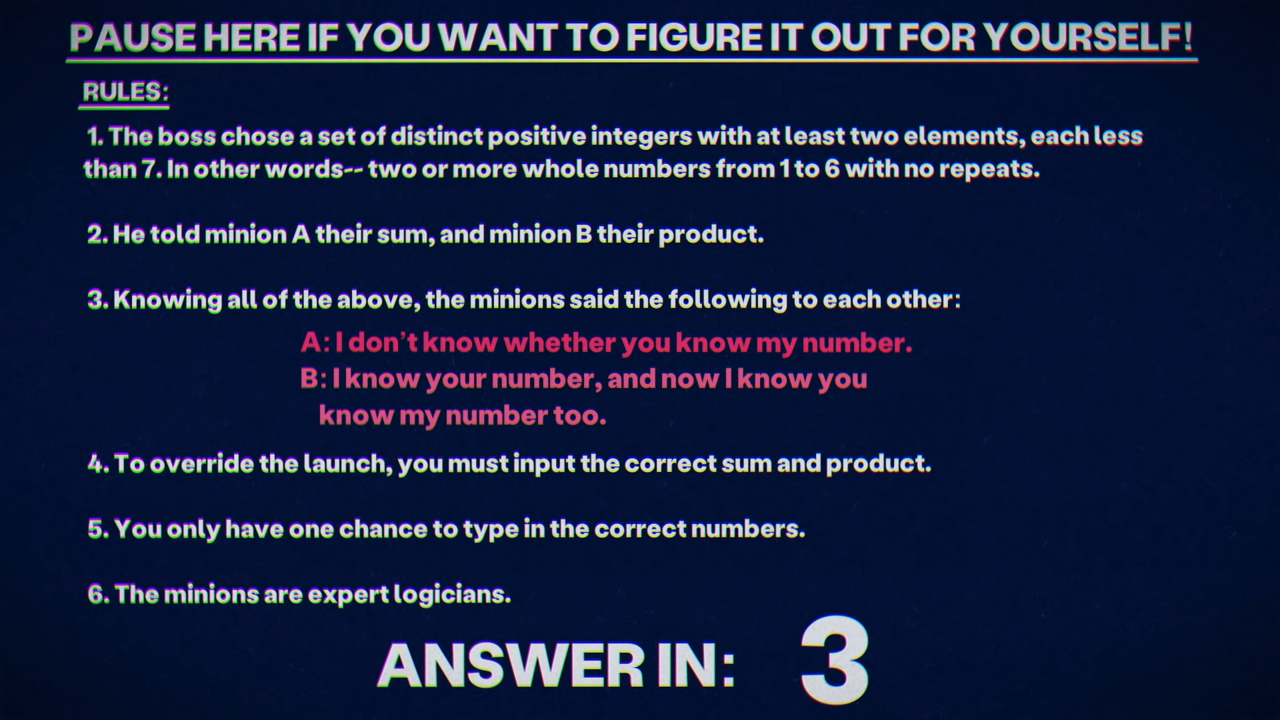 PAUSE HERE IF YOU WANT TO FIGURE IT OUT FOR YOURSELF!
RULES:
1. The boss chose a set of distinct positive integers with at least two elements, each less
than 7. In other words-- two or more whole numbers from 1 to 6 with no repeats.
2. He told minion A their sum, and minion B their product.
3. Knowing all of the above, the minions said the following to each other:
A: I don't know whether you know my number.
B: I know your number, and now I know you
know my number too.
4. To override the launch, you must input the correct sum and product.
5. You only have one chance to type in the correct numbers.
6. The minions are expert logicians.
ANSWER IN: 3